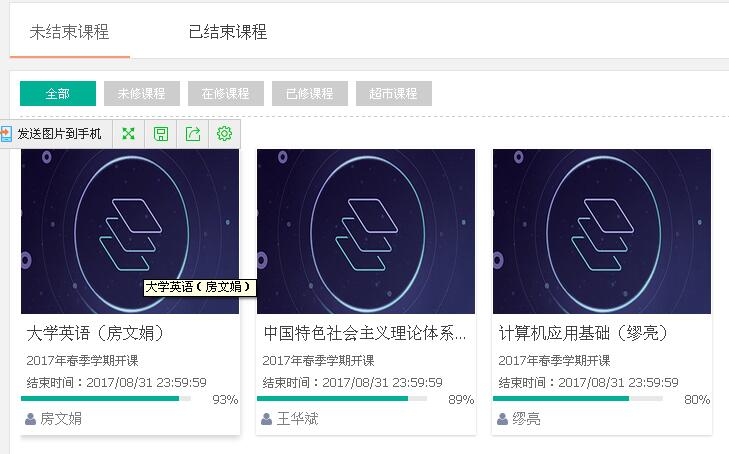 未结束课程 已结束课程
全部 未修课程 在修课程 已修课程 超市课程
发送图片到手机
大学英语（房文娟）
大学英语（房文娟） 中国特色社会主义理论体系... 计算机应用基础（缪亮）
2017年春季学期开课 2017年春季学期开课 2017年春季学期开课
结束时间：2017/08/31 23:59:59 结束时间：2017/08/31 23:59:59 结束时间：2017/08/31 23:59:59
93% 89% 80%
房文娟 王华斌 缪亮